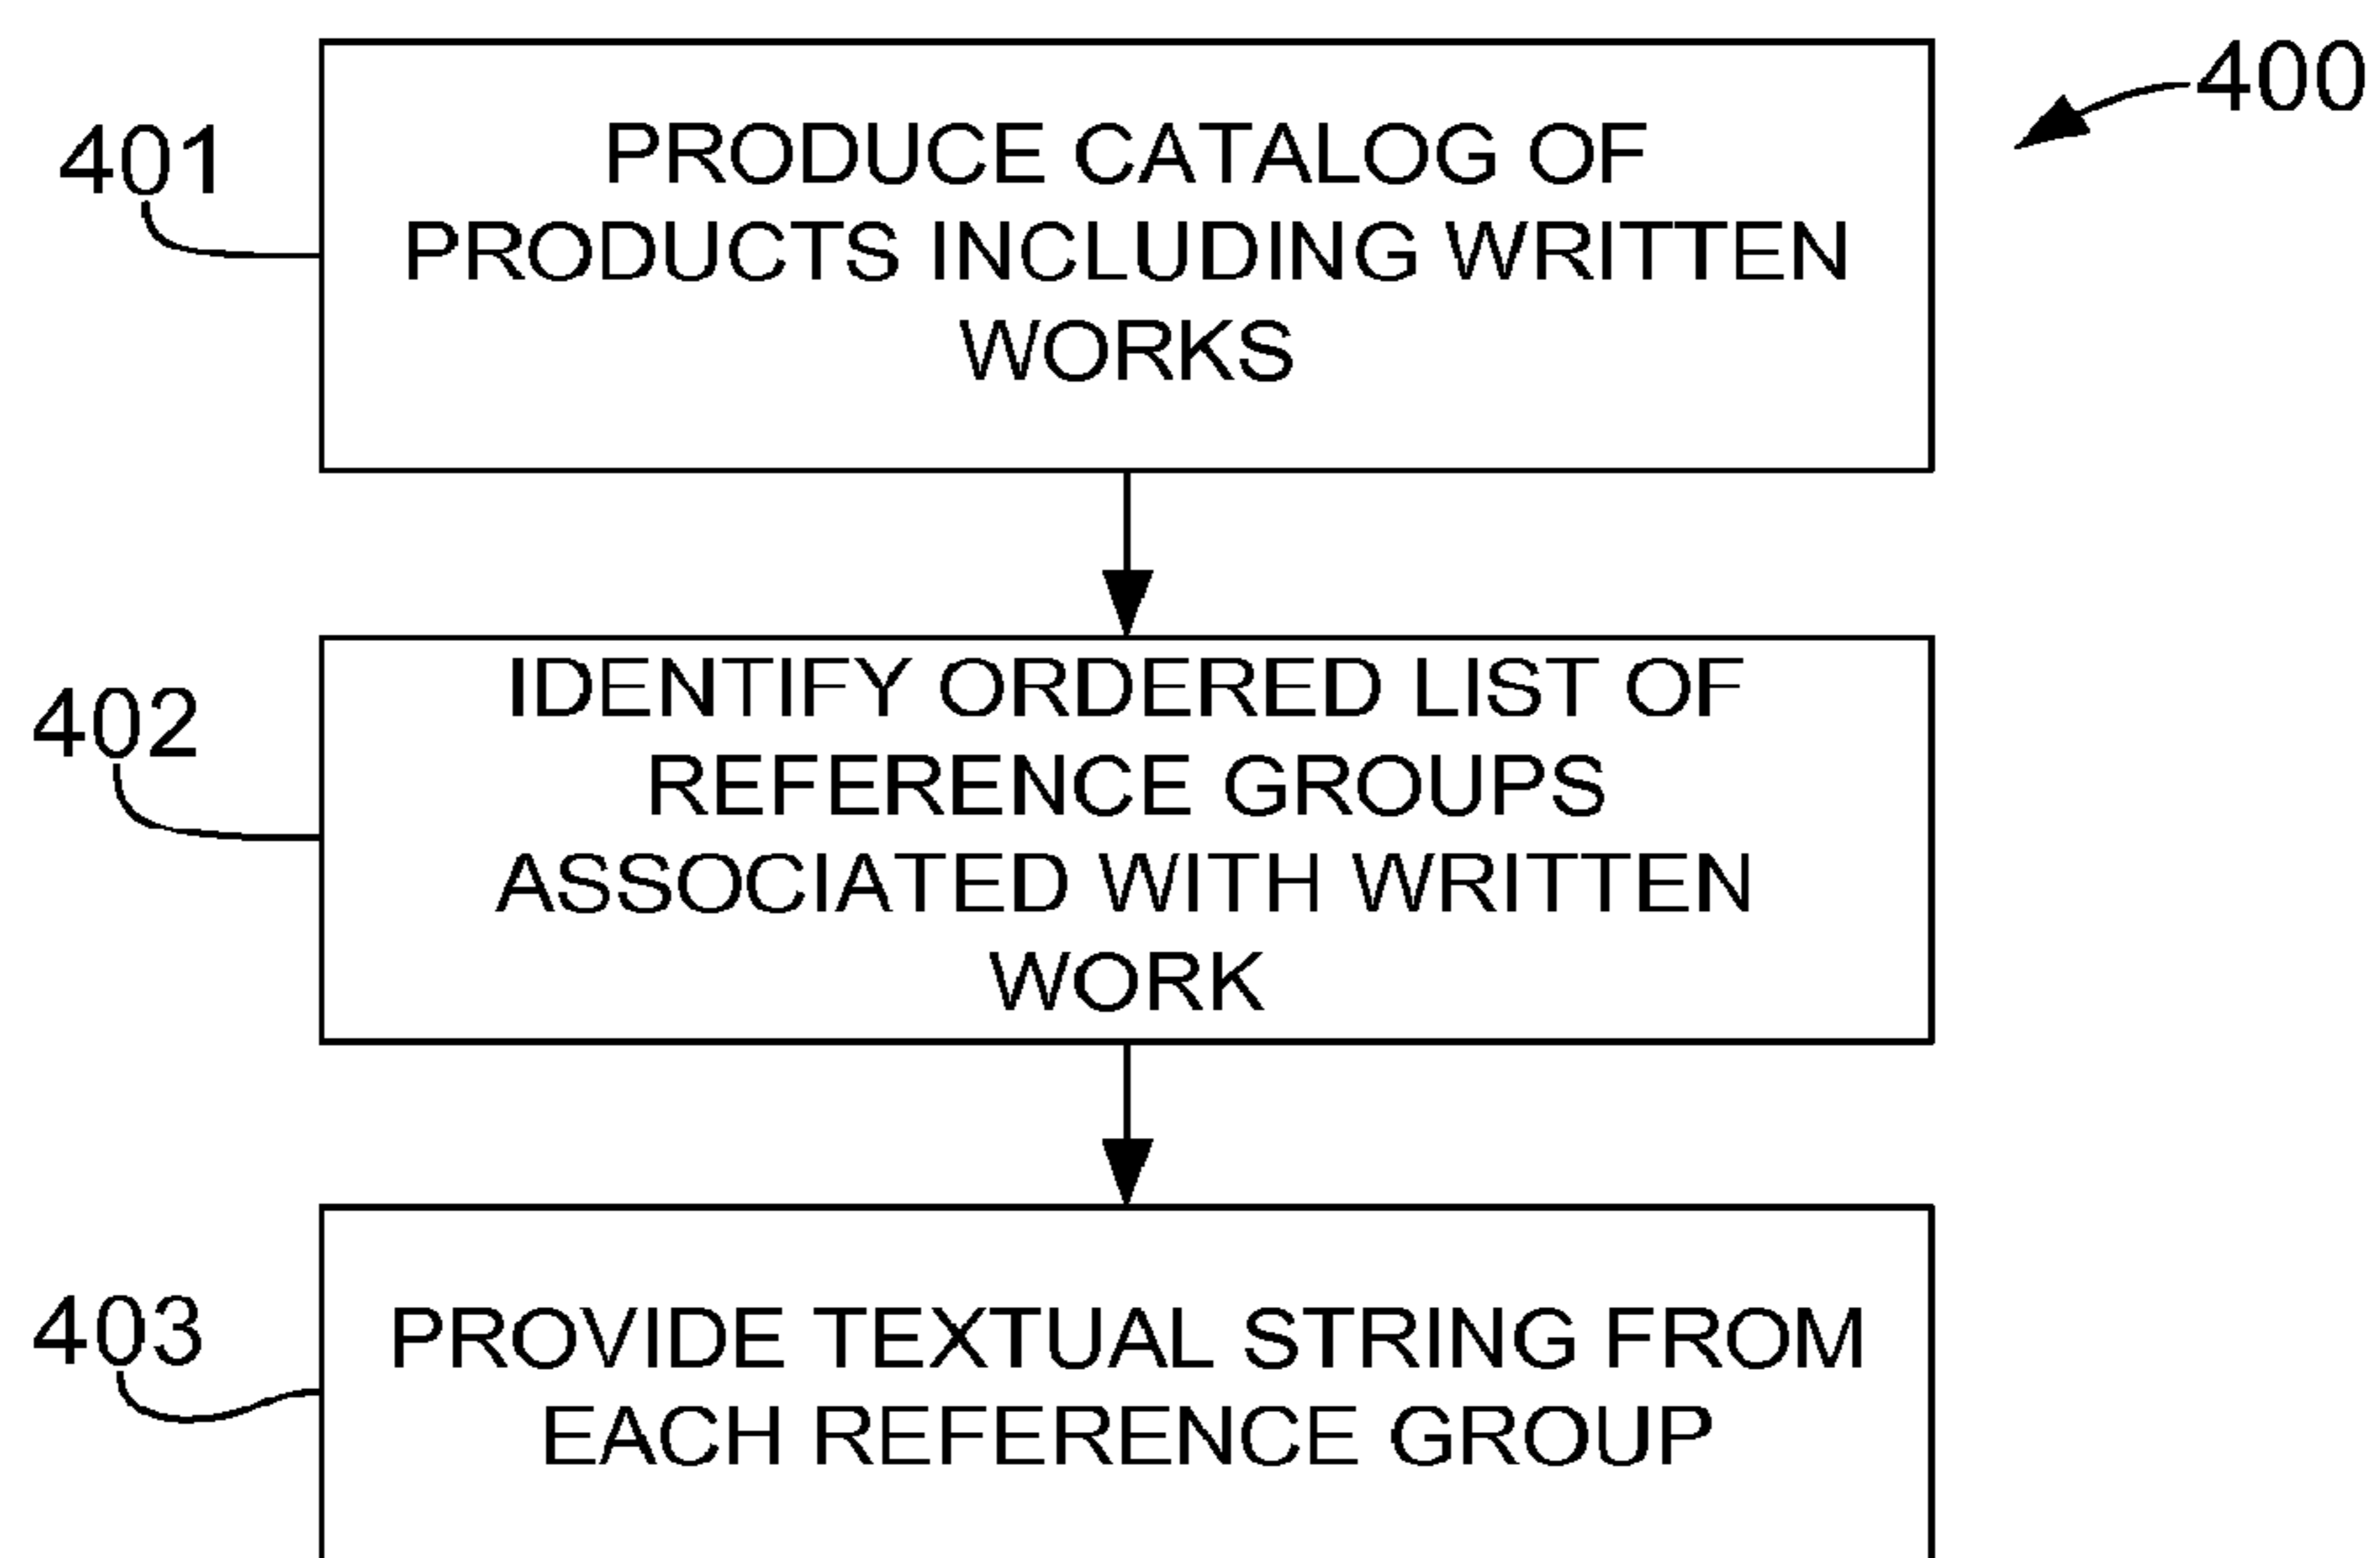 400
401
PRODUCE CATALOG OF
PRODUCTS INCLUDING WRITTEN
WORKS
402
IDENTIFY ORDERED LIST OF
REFERENCE GROUPS
ASSOCIATED WITH WRITTEN
WORK
403
PROVIDE TEXTUAL STRING FROM
EACH REFERENCE GROUP